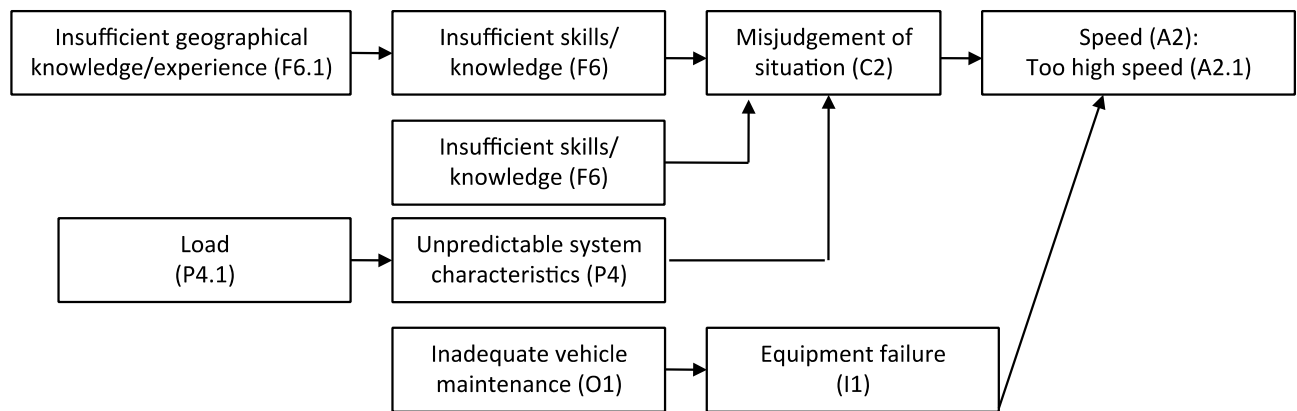 Insufficient geographical
knowledge/experience (F6.1)
Insufficient skills/
knowledge (F6)
Misjudgement of
situation (C2)
Speed (A2):
Too high speed (A2.1)
Insufficient skills/
knowledge (F6)
Load
(P4.1)
Unpredictable system
characteristics (P4)
Inadequate vehicle
maintenance (O1)
Equipment failure
(I1)